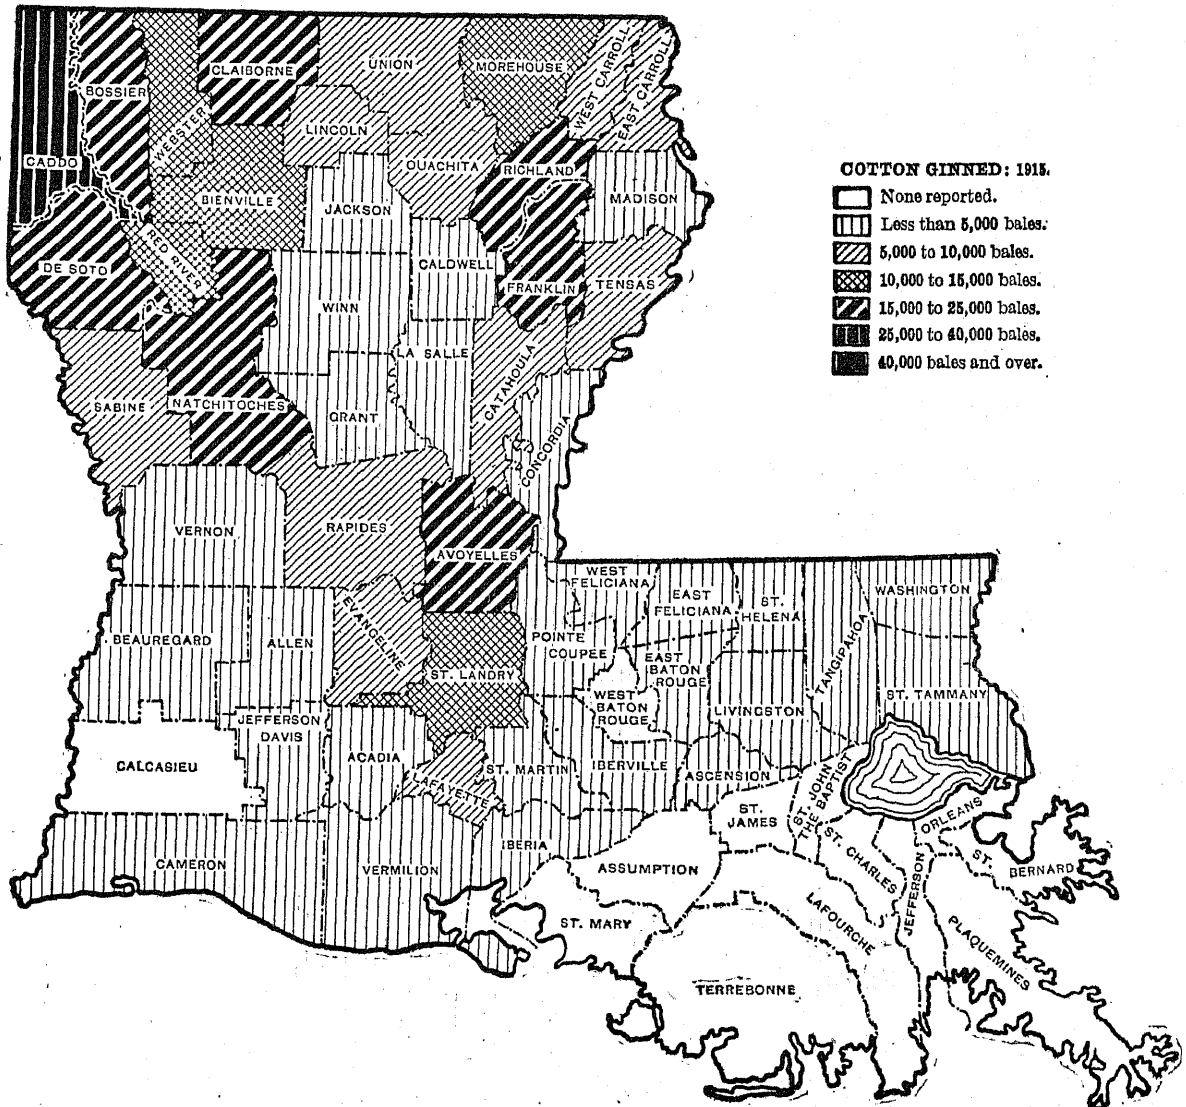 COTTON GINNED: 1915.
None reported.
Less than 5,000 bales.
5,000 to 10,000 bales.
10,000 to 15,000 bales.
15,000 to 25,000 bales.
25,000 to 40,000 bales.
40,000 bales and over.
CADDO
BOSSIER
WEBSTER
CLAIBORNE
UNION
MOREHOUSE
WEST CARROLL
EAST CARROLL
LINCOLN
OUACHITA
RICHLAND
MADISON
BIENVILLE
JACKSON
RED RIVER
DE SOTO
CALDWELL
FRANKLIN
TENSAS
WINN
LA SALLE
CATAHOULA
SABINE
NATCHITOCHES
GRANT
CONCORDIA
VERNON
RAPIDES
AVOYELLES
WEST
FELICIANA
EAST
FELICIANA
ST.
HELENA
TANGIPAHOA
WASHINGTON
BEAUREGARD
ALLEN
EVANGELINE
ST. LANDRY
POINTE
COUPEE
EAST
BATON
ROUGE
WEST
BATON
ROUGE
LIVINGSTON
ST. TAMMANY
JEFFERSON
DAVIS
CALCASIEU
ACADIA
LAFAYETTE
ST. MARTIN
IBERVILLE
ASCENSION
ST. JOHN
THE BAPTIST
ST.
JAMES
ORLEANS
ST.
BERNARD
ST. CHARLES
JEFFERSON
CAMERON
VERMILION
IBERIA
ASSUMPTION
ST. MARY
LAFOURCHE
PLAQUEMINES
TERREBONNE